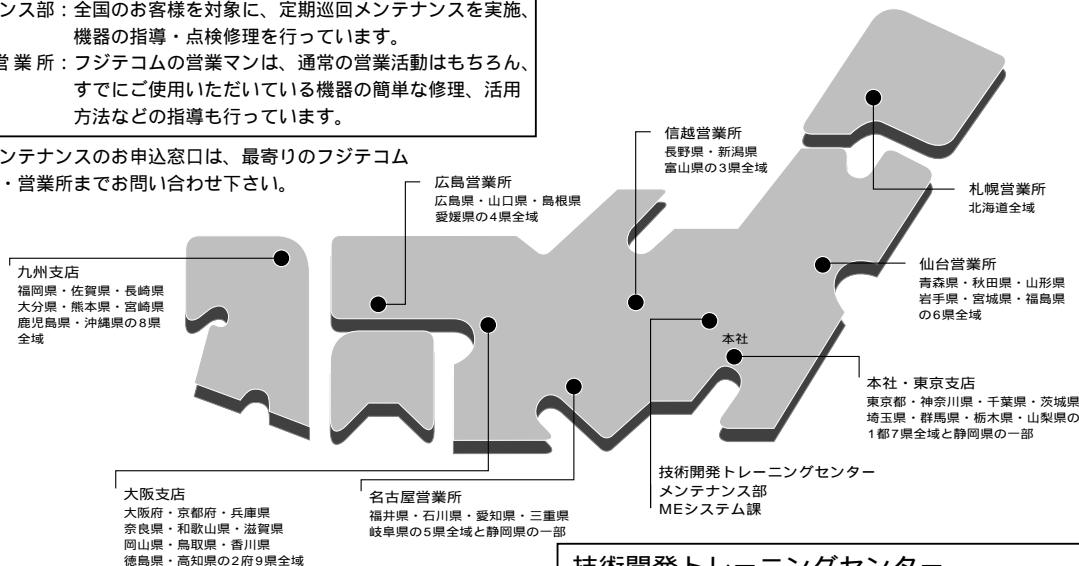 ンス部：全国のお客様を対象に、定期巡回メンテナンスを実施、
機器の指導・点検修理を行っています。
営 業 所：フジテコムの営業マンは、通常の営業活動はもちろん、
すでにご使用いただいている機器の簡単な修理、活用
方法などの指導も行っています。
ンテナンスのお申込窓口は、最寄りのフジテコム
・営業所までお問い合わせ下さい。
信越営業所
長野県・新潟県
富山県の3県全域
広島営業所
広島県・山口県・島根県
愛媛県の4県全域
札幌営業所
北海道全域
九州支店
福岡県・佐賀県・長崎県
大分県・熊本県・宮崎県
鹿児島県・沖縄県の8県
全域
仙台営業所
青森県・秋田県・山形県
岩手県・宮城県・福島県
の6県全域
本社
本社・東京支店
東京都・神奈川県・千葉県・茨城県
埼玉県・群馬県・栃木県・山梨県の
1都7県全域と静岡県の一部
技術開発トレーニングセンター
メンテナンス部
MEシステム課
大阪支店
大阪府・京都府・兵庫県
奈良県・和歌山県・滋賀県
岡山県・鳥取県・香川県
徳島県・高知県の2府9県全域
名古屋営業所
福井県・石川県・愛知県・三重県
岐阜県の5県全域と静岡県の一部
技術開発トレーニングセンター